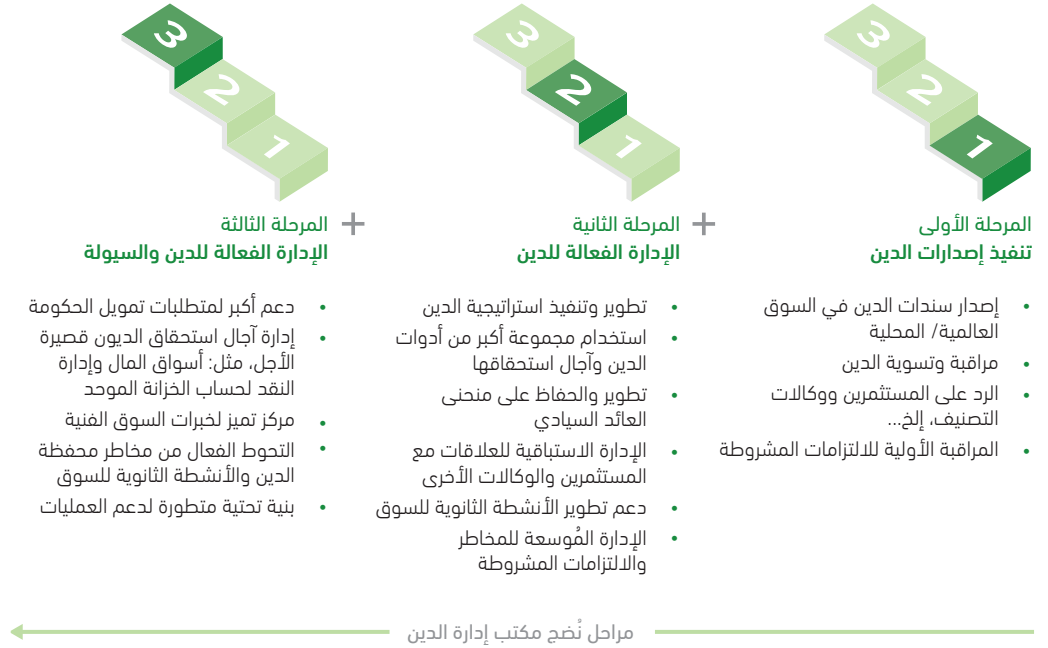 1
2
3
المرحلة الأولى
تنفيذ إصدارات الدين
• إصدار سندات الدين في السوق
العالمية/ المحلية
• مراقبة وتسوية الدين
• الرد على المستثمرين ووكالات
التصنيف، إلخ...
• المراقبة الأولية للالتزامات المشروطة
+
1
2
3
المرحلة الثانية
الإدارة الفعالة للدين
• تطوير وتنفيذ استراتيجية الدين
• استخدام مجموعة أكبر من أدوات
الدين وآجال استحقاقها
• تطوير والحفاظ على منحنى
العائد السيادي
• الإدارة الاستباقية للعلاقات مع
المستثمرين والوكالات الأخرى
• دعم تطوير الأنشطة الثانوية للسوق
• الإدارة المُوسعة للمخاطر
والالتزامات المشروطة
+
1
2
3
المرحلة الثالثة
الإدارة الفعالة للدين والسيولة
• دعم أكبر لمتطلبات تمويل الحكومة
• إدارة آجال استحقاق الديون قصيرة
الأجل، مثل: أسواق المال وإدارة
النقد لحساب الخزانة الموحد
• مركز تميز لخبرات السوق الفنية
• التحوط الفعال من مخاطر محفظة
الدين والأنشطة الثانوية للسوق
• بنية تحتية متطورة لدعم العمليات
مراحل نُضج مكتب إدارة الدين